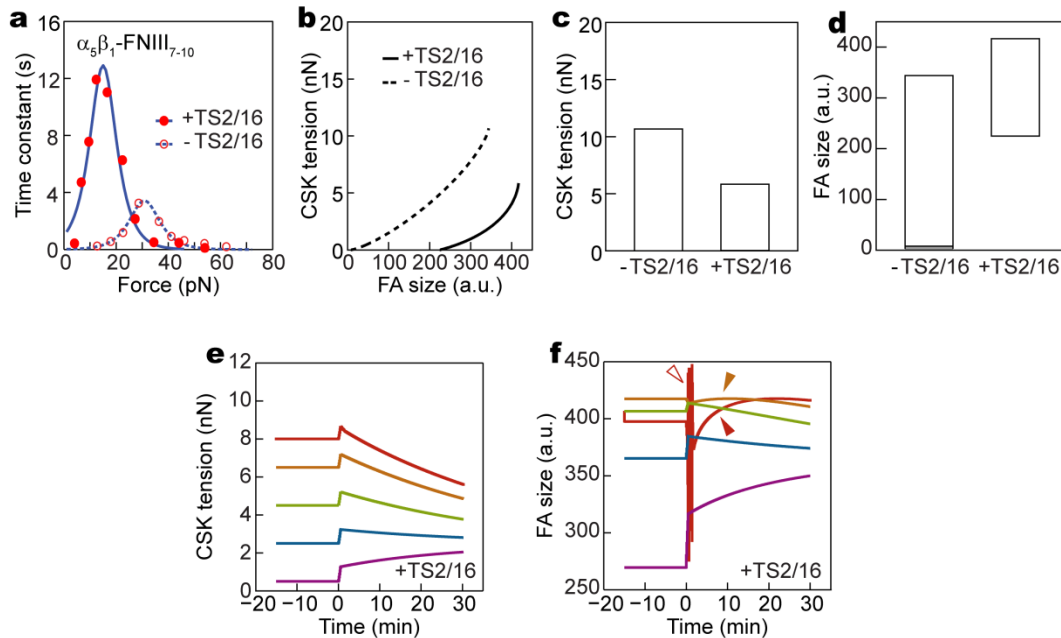 a
α5β1-FNIII7-10
Time constant (s)
16
12
8
4
0
+TS2/16
- TS2/16
0 20 40 60 80
Force (pN)
b
CSK tension (nN)
20
15
10
5
0
+TS2/16
- TS2/16
0 100 200 300 400
FA size (a.u.)
c
CSK tension (nN)
20
15
10
5
0
-TS2/16 +TS2/16
d
FA size (a.u.)
400
300
200
100
0
-TS2/16 +TS2/16
e
CSK tension (nN)
12
10
8
6
4
2
0
+TS2/16
−20 −10 0 10 20 30
Time (min)
f
FA size (a.u.)
450
400
350
300
250
+TS2/16
−20 −10 0 10 20 30
Time (min)